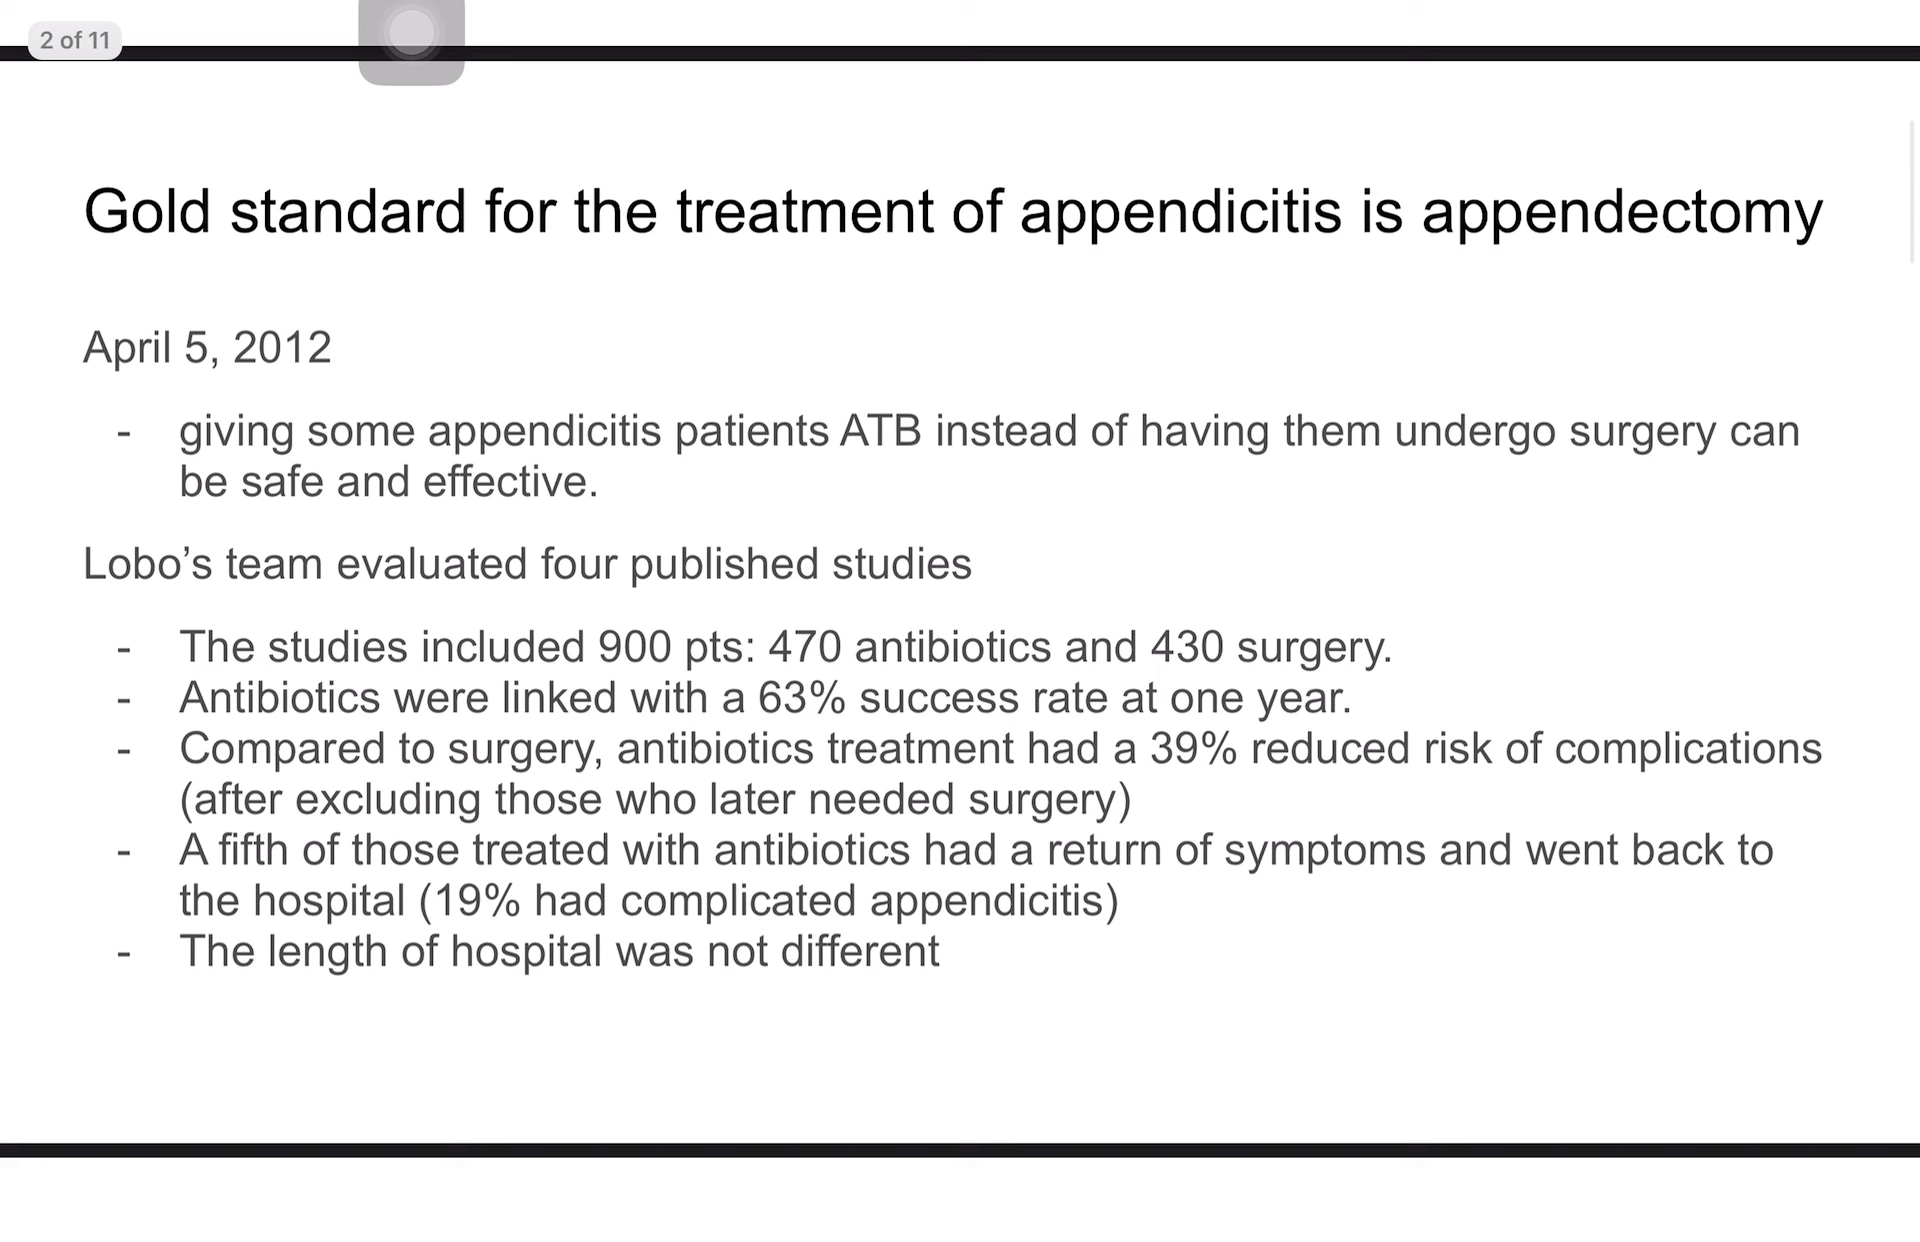 2 of 11
Gold standard for the treatment of appendicitis is appendectomy
April 5, 2012
- giving some appendicitis patients ATB instead of having them undergo surgery can
be safe and effective.
Lobo’s team evaluated four published studies
- The studies included 900 pts: 470 antibiotics and 430 surgery.
- Antibiotics were linked with a 63% success rate at one year.
- Compared to surgery, antibiotics treatment had a 39% reduced risk of complications
(after excluding those who later needed surgery)
- A fifth of those treated with antibiotics had a return of symptoms and went back to
the hospital (19% had complicated appendicitis)
- The length of hospital was not different